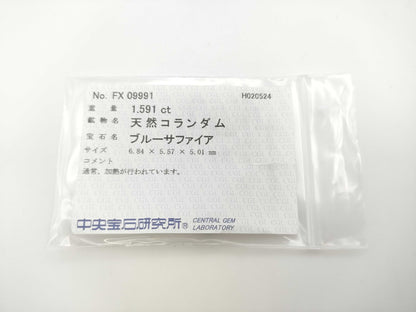 No. FX 09991
H020524
重量 1.591 ct
鉱物名 天然コランダム
宝石名 ブルーサファイア
サイズ 6.84 × 5.57 × 5.01 mm
コメント
通常、加熱が行われています。
中央宝石研究所® CENTRAL GEM
LABORATORY